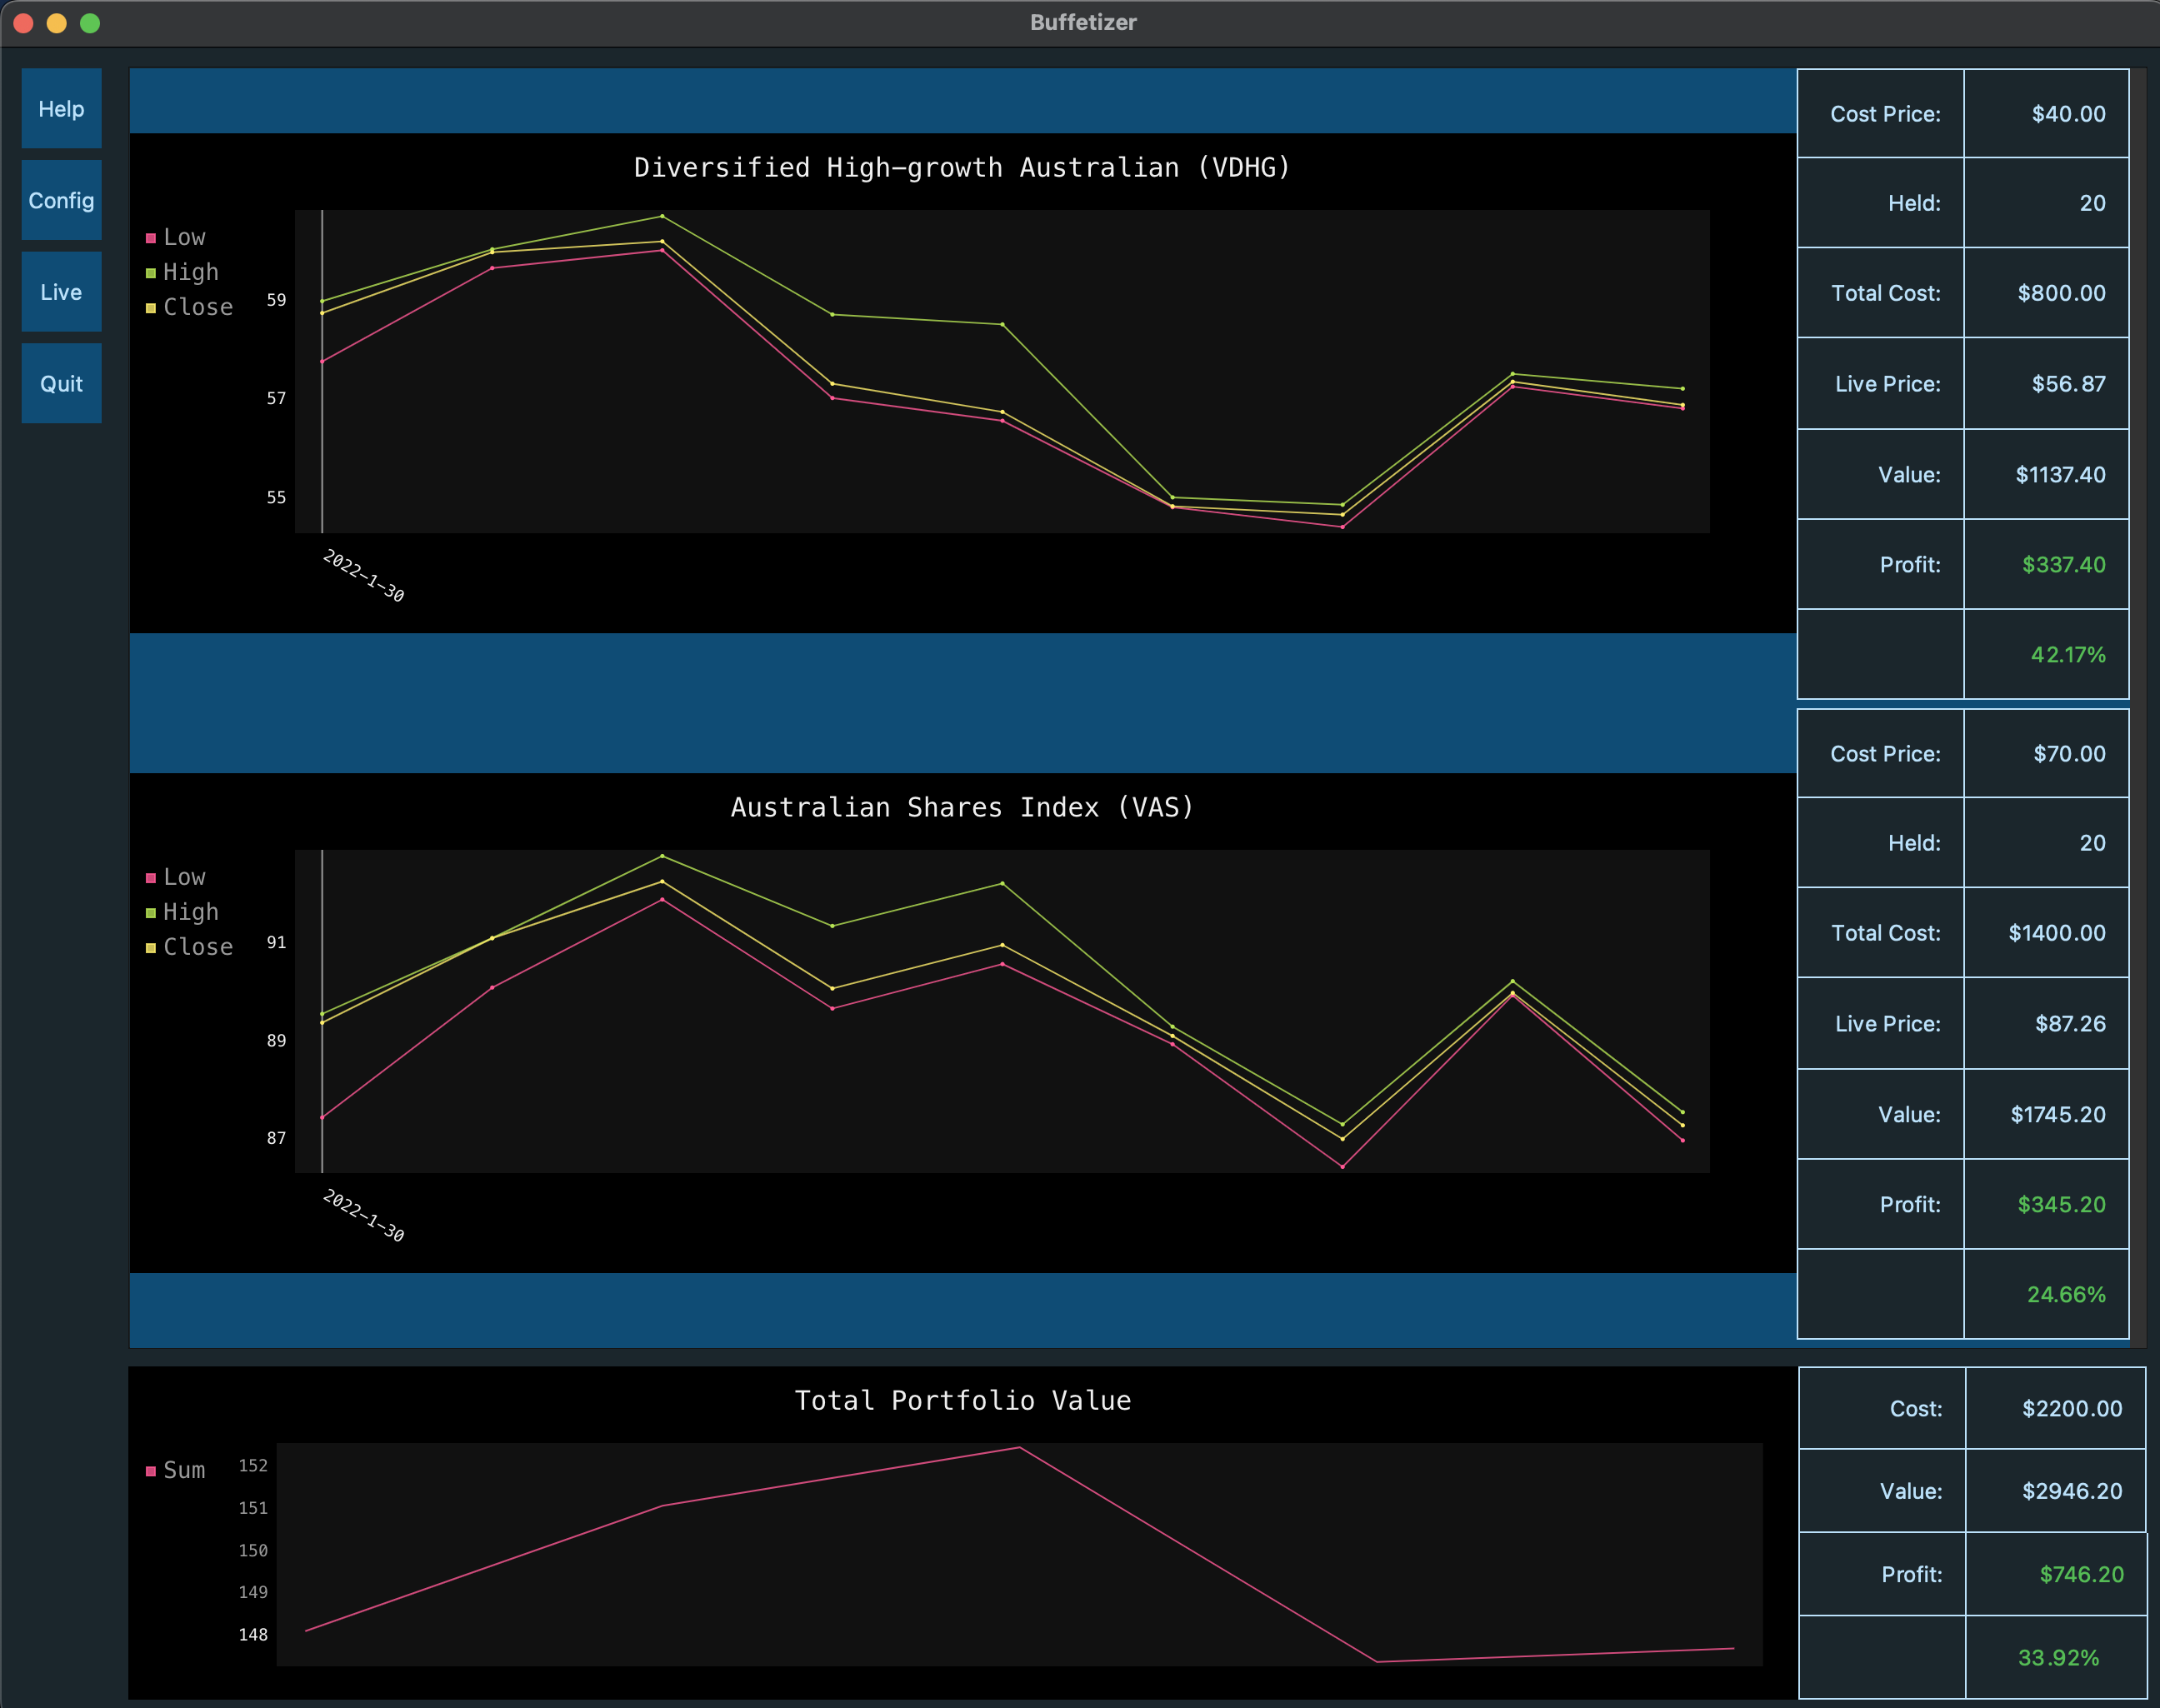 Buffetizer
Help
Config
Live
Quit
Diversified High-growth Australian (VDHG)
Low
High
Close
59
57
55
2022-1-30
Cost Price: $40.00
Held: 20
Total Cost: $800.00
Live Price: $56.87
Value: $1137.40
Profit: $337.40
42.17%
Australian Shares Index (VAS)
Low
High
Close
91
89
87
2022-1-30
Cost Price: $70.00
Held: 20
Total Cost: $1400.00
Live Price: $87.26
Value: $1745.20
Profit: $345.20
24.66%
Total Portfolio Value
Sum
152
151
150
149
148
Cost: $2200.00
Value: $2946.20
Profit: $746.20
33.92%